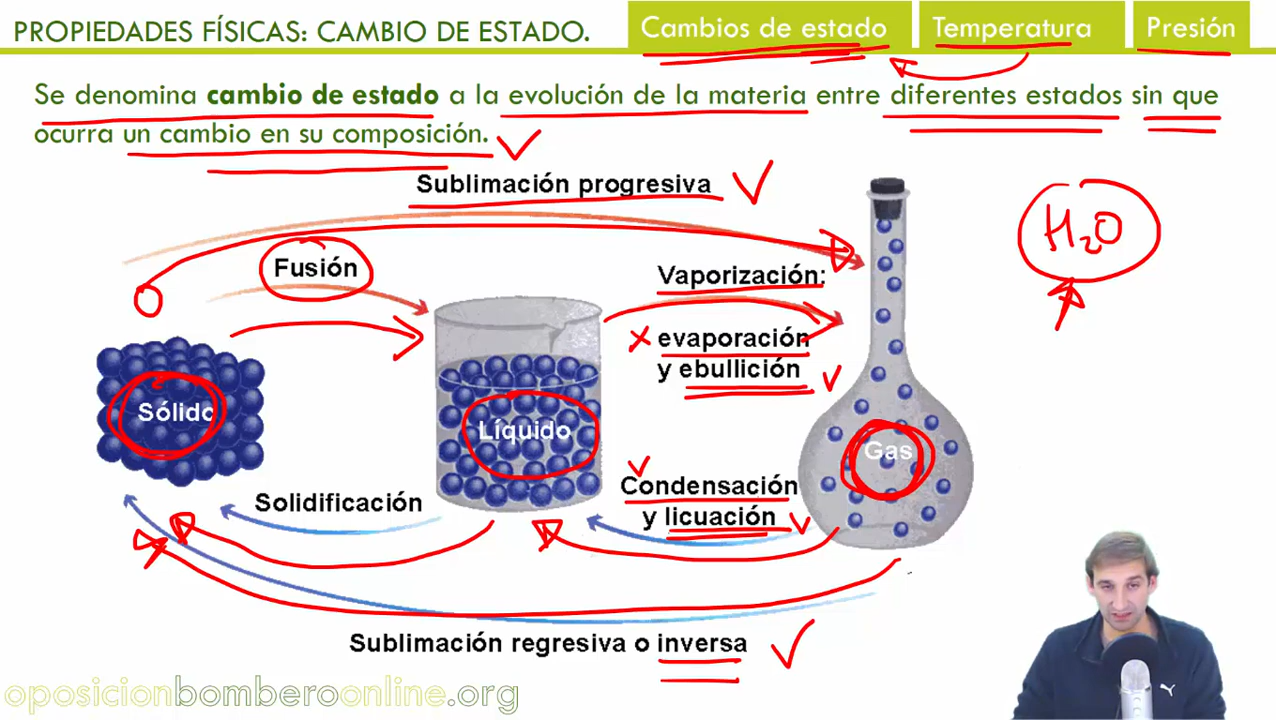 PROPIEDADES FÍSICAS: CAMBIO DE ESTADO.
Cambios de estado
Temperatura
Presión
Se denomina cambio de estado a la evolución de la materia entre diferentes estados sin que
ocurra un cambio en su composición.
Sublimación progresiva
H2O
Fusión
Vaporización:
evaporación
y ebullición
Sólido
Líquido
Gas
Condensación
y licuación
Solidificación
Sublimación regresiva o inversa
oposicionbomberoonline.org